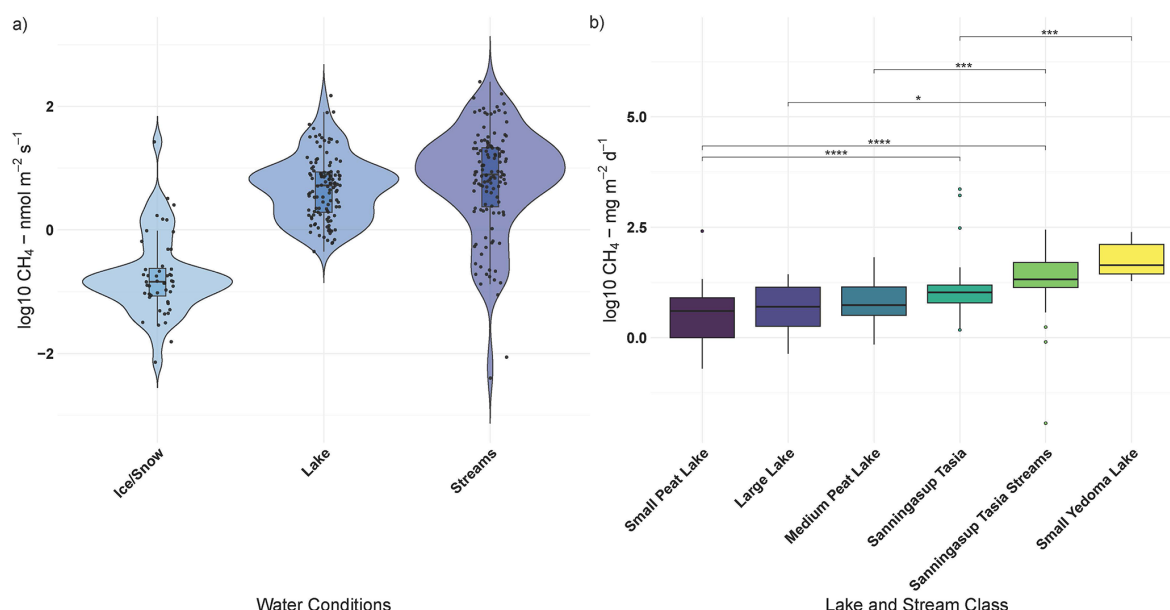 a)
log10 CH₄ − nmol m⁻² s⁻¹
2
0
−2
Ice/Snow
Lake
Streams
Water Conditions
b)
log10 CH₄ − mg m⁻² d⁻¹
5.0
2.5
0.0
***
***
*
****
****
Small Peat Lake
Large Lake
Medium Peat Lake
Sanningasup Tasia
Sanningasup Tasia Streams
Small Yedoma Lake
Lake and Stream Class